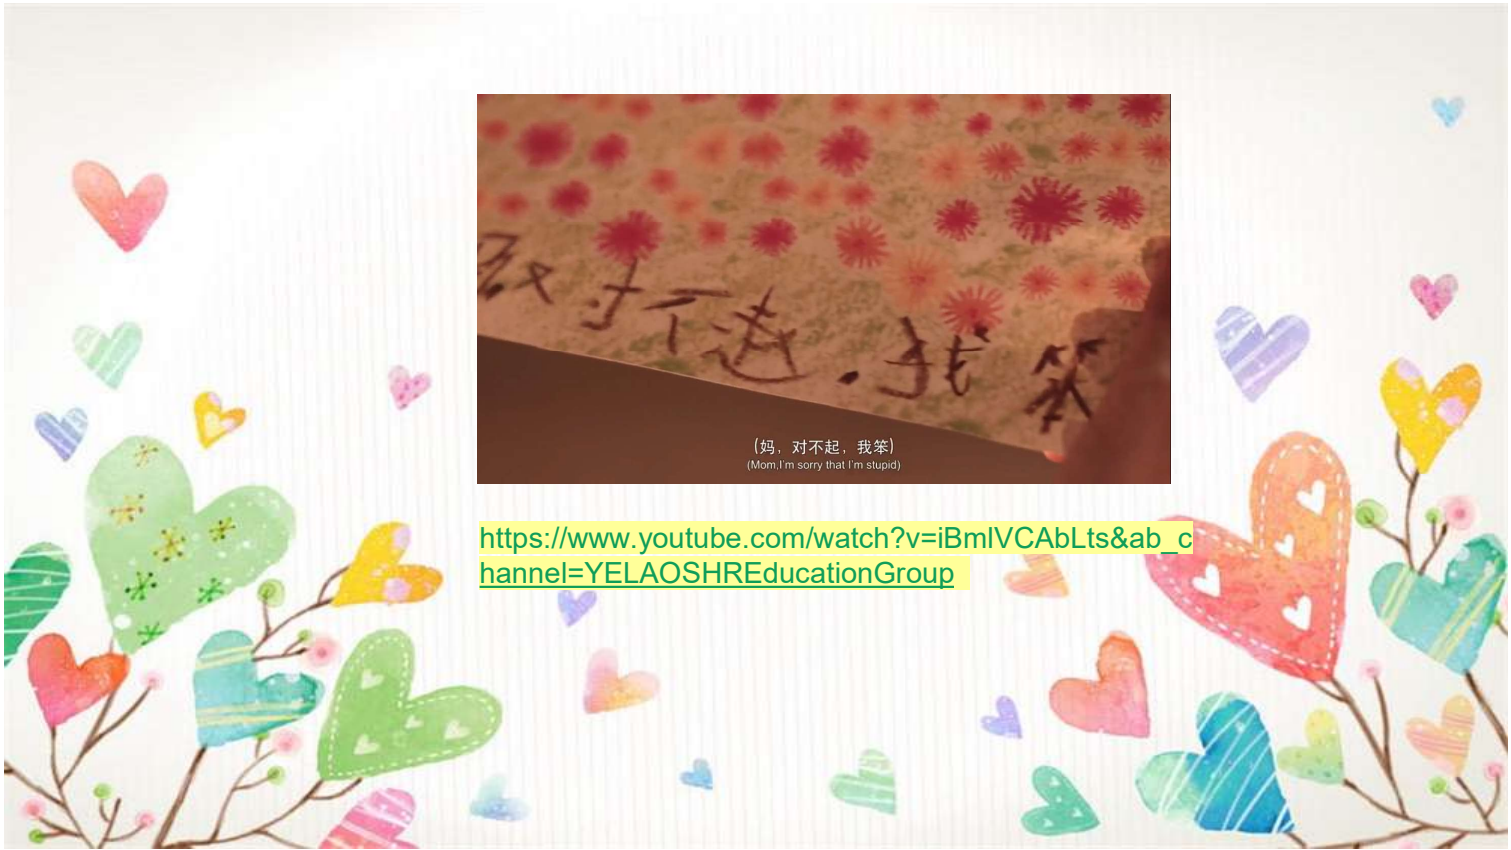 对不 . 我 笨
(妈，对不起，我笨)
(Mom,I'm sorry that I'm stupid)
https://www.youtube.com/watch?v=iBmlVCAbLts&ab_c
hannel=YELAOSHREducationGroup